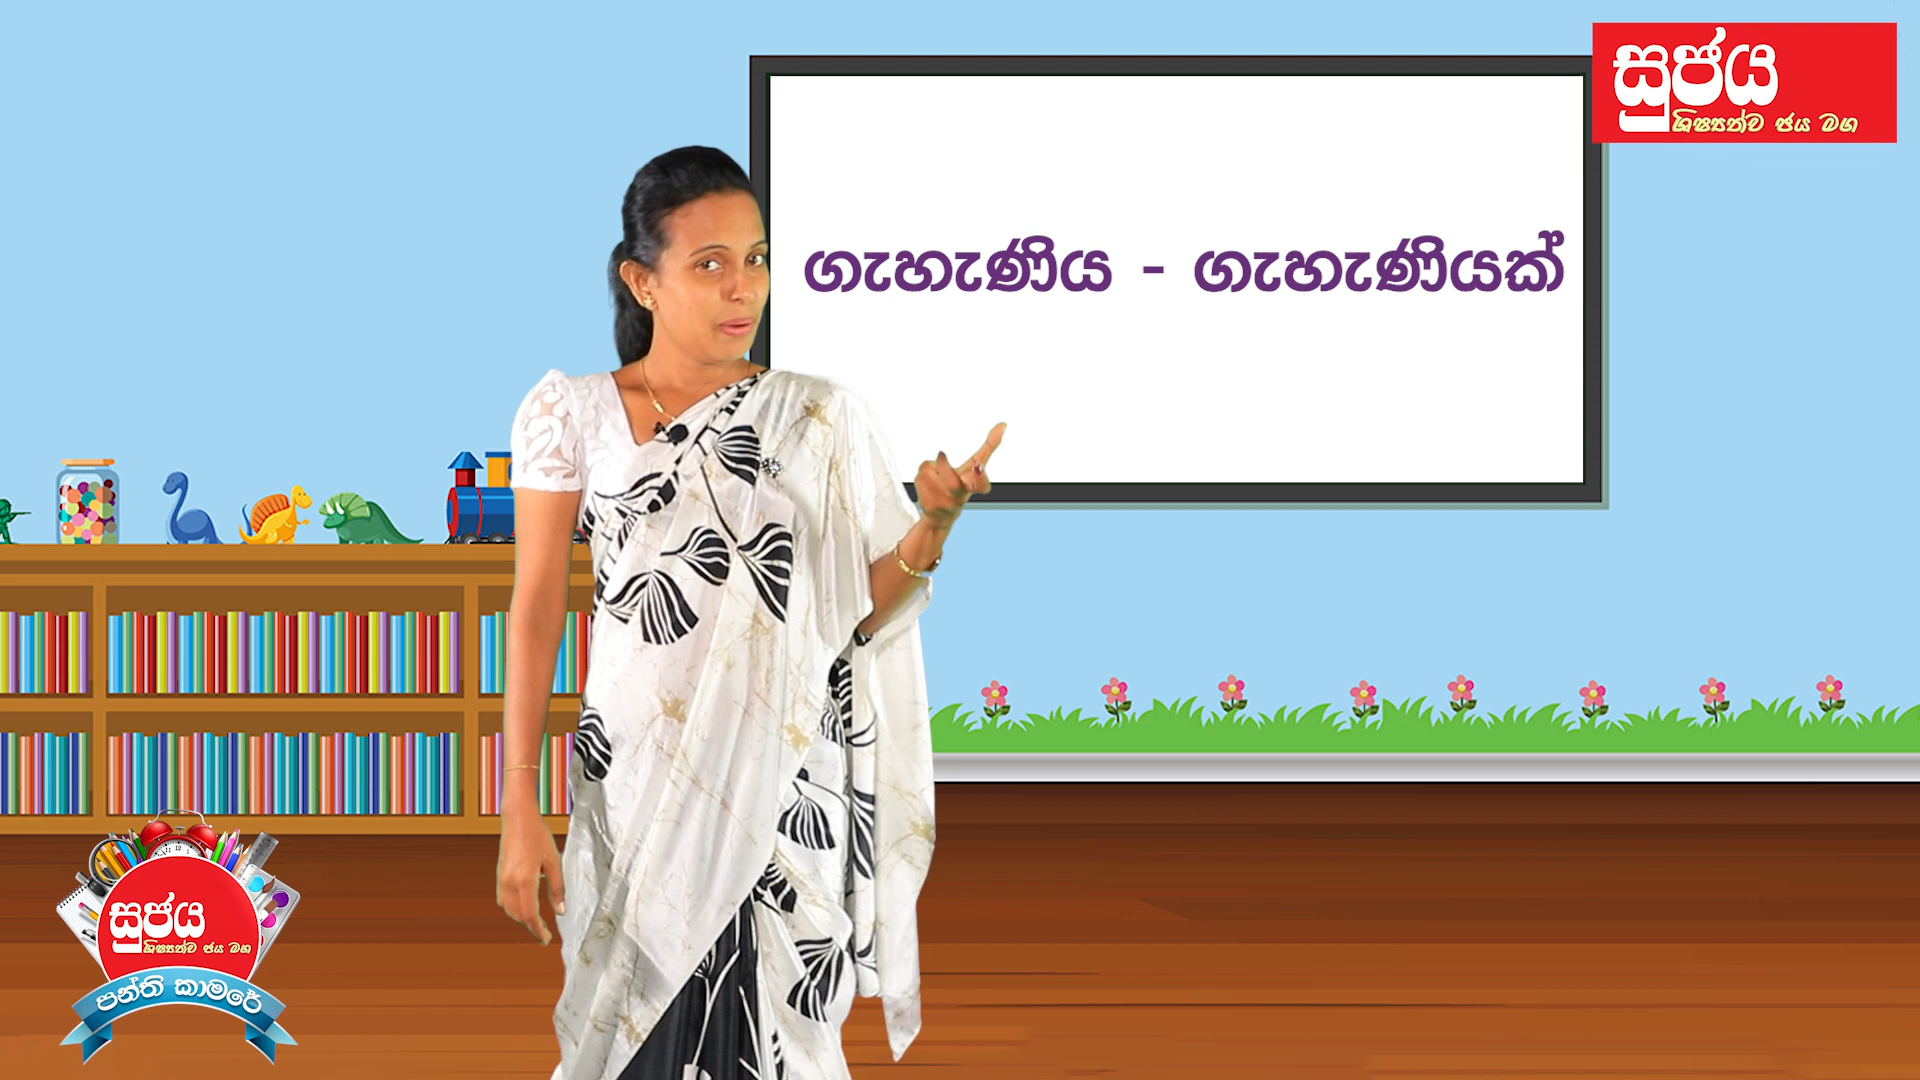 සුජය
ශිෂ්‍යත්ව ජය මග
ගැහැණිය - ගැහැණියක්
සුජය
ශිෂ්‍යත්ව ජය මග
පන්ති කාමරේ